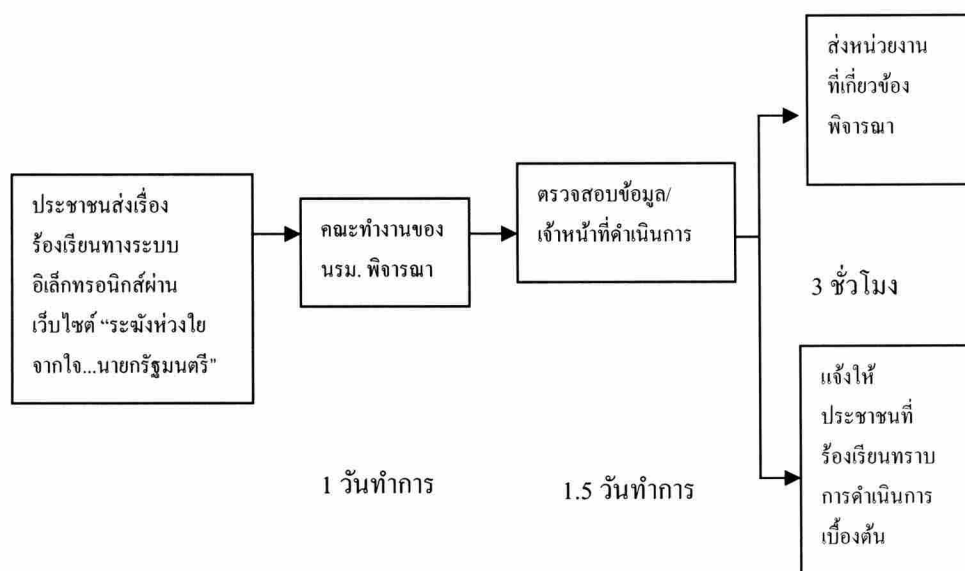 ประชาชนส่งเรื่อง
ร้องเรียนทางระบบ
อิเล็กทรอนิกส์ผ่าน
เว็บไซต์ “ระฆังห่วงใย
จากใจ...นายกรัฐมนตรี”
คณะทำงานของ
นรม. พิจารณา
1 วันทำการ
ตรวจสอบข้อมูล/
เจ้าหน้าที่ดำเนินการ
1.5 วันทำการ
ส่งหน่วยงาน
ที่เกี่ยวข้อง
พิจารณา
3 ชั่วโมง
แจ้งให้
ประชาชนที่
ร้องเรียนทราบ
การดำเนินการ
เบื้องต้น